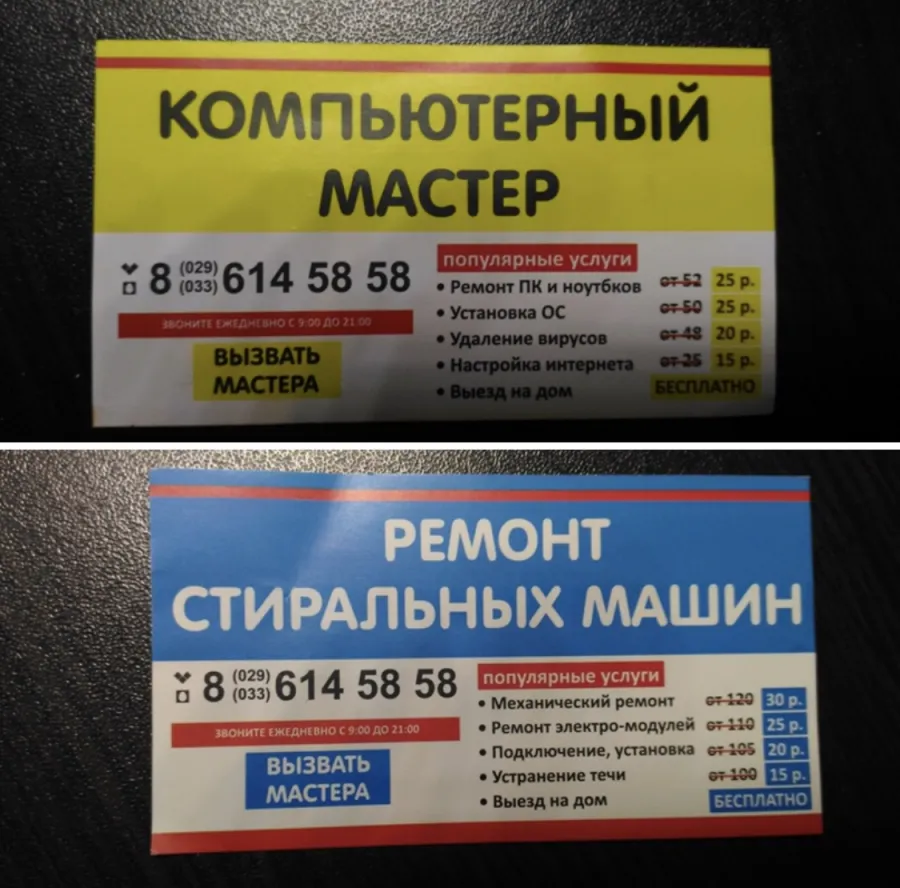 КОМПЬЮТЕРНЫЙ
МАСТЕР
8 (029) (033) 614 58 58
ЗВОНИТЕ ЕЖЕДНЕВНО С 9:00 ДО 21:00
ВЫЗВАТЬ
МАСТЕРА
популярные услуги
• Ремонт ПК и ноутбков от 52 25 р.
• Установка ОС от 50 25 р.
• Удаление вирусов от 48 20 р.
• Настройка интернета от 25 15 р.
• Выезд на дом БЕСПЛАТНО
РЕМОНТ
СТИРАЛЬНЫХ МАШИН
8 (029) (033) 614 58 58
ЗВОНИТЕ ЕЖЕДНЕВНО С 9:00 ДО 21:00
ВЫЗВАТЬ
МАСТЕРА
популярные услуги
• Механический ремонт от 120 30 р.
• Ремонт электро-модулей от 110 25 р.
• Подключение, установка от 105 20 р.
• Устранение течи от 100 15 р.
• Выезд на дом БЕСПЛАТНО